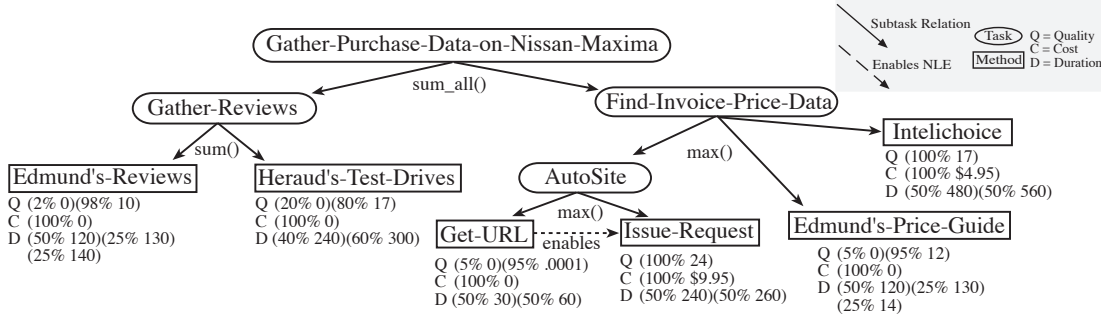 Gather-Purchase-Data-on-Nissan-Maxima
Subtask Relation
Enables NLE
Task
Method
Q = Quality
C = Cost
D = Duration
sum_all()
Gather-Reviews
Find-Invoice-Price-Data
sum()
max()
Edmund's-Reviews
Q (2% 0)(98% 10)
C (100% 0)
D (50% 120)(25% 130)
(25% 140)
Heraud's-Test-Drives
Q (20% 0)(80% 17)
C (100% 0)
D (40% 240)(60% 300)
AutoSite
max()
Get-URL
enables
Issue-Request
Q (5% 0)(95% .0001)
C (100% 0)
D (50% 30)(50% 60)
Q (100% 24)
C (100% $9.95)
D (50% 240)(50% 260)
Intelichoice
Q (100% 17)
C (100% $4.95)
D (50% 480)(50% 560)
Edmund's-Price-Guide
Q (5% 0)(95% 12)
C (100% 0)
D (50% 120)(25% 130)
(25% 14)